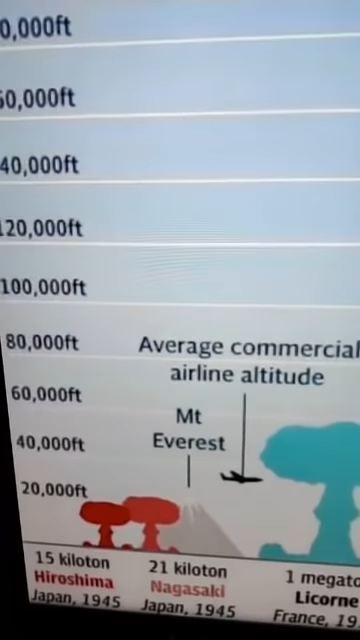 0,000ft
60,000ft
40,000ft
120,000ft
100,000ft
80,000ft
Average commercial
airline altitude
60,000ft
Mt
Everest
40,000ft
20,000ft
15 kiloton
Hiroshima
Japan, 1945
21 kiloton
Nagasaki
Japan, 1945
1 megato
Licorne
France, 19